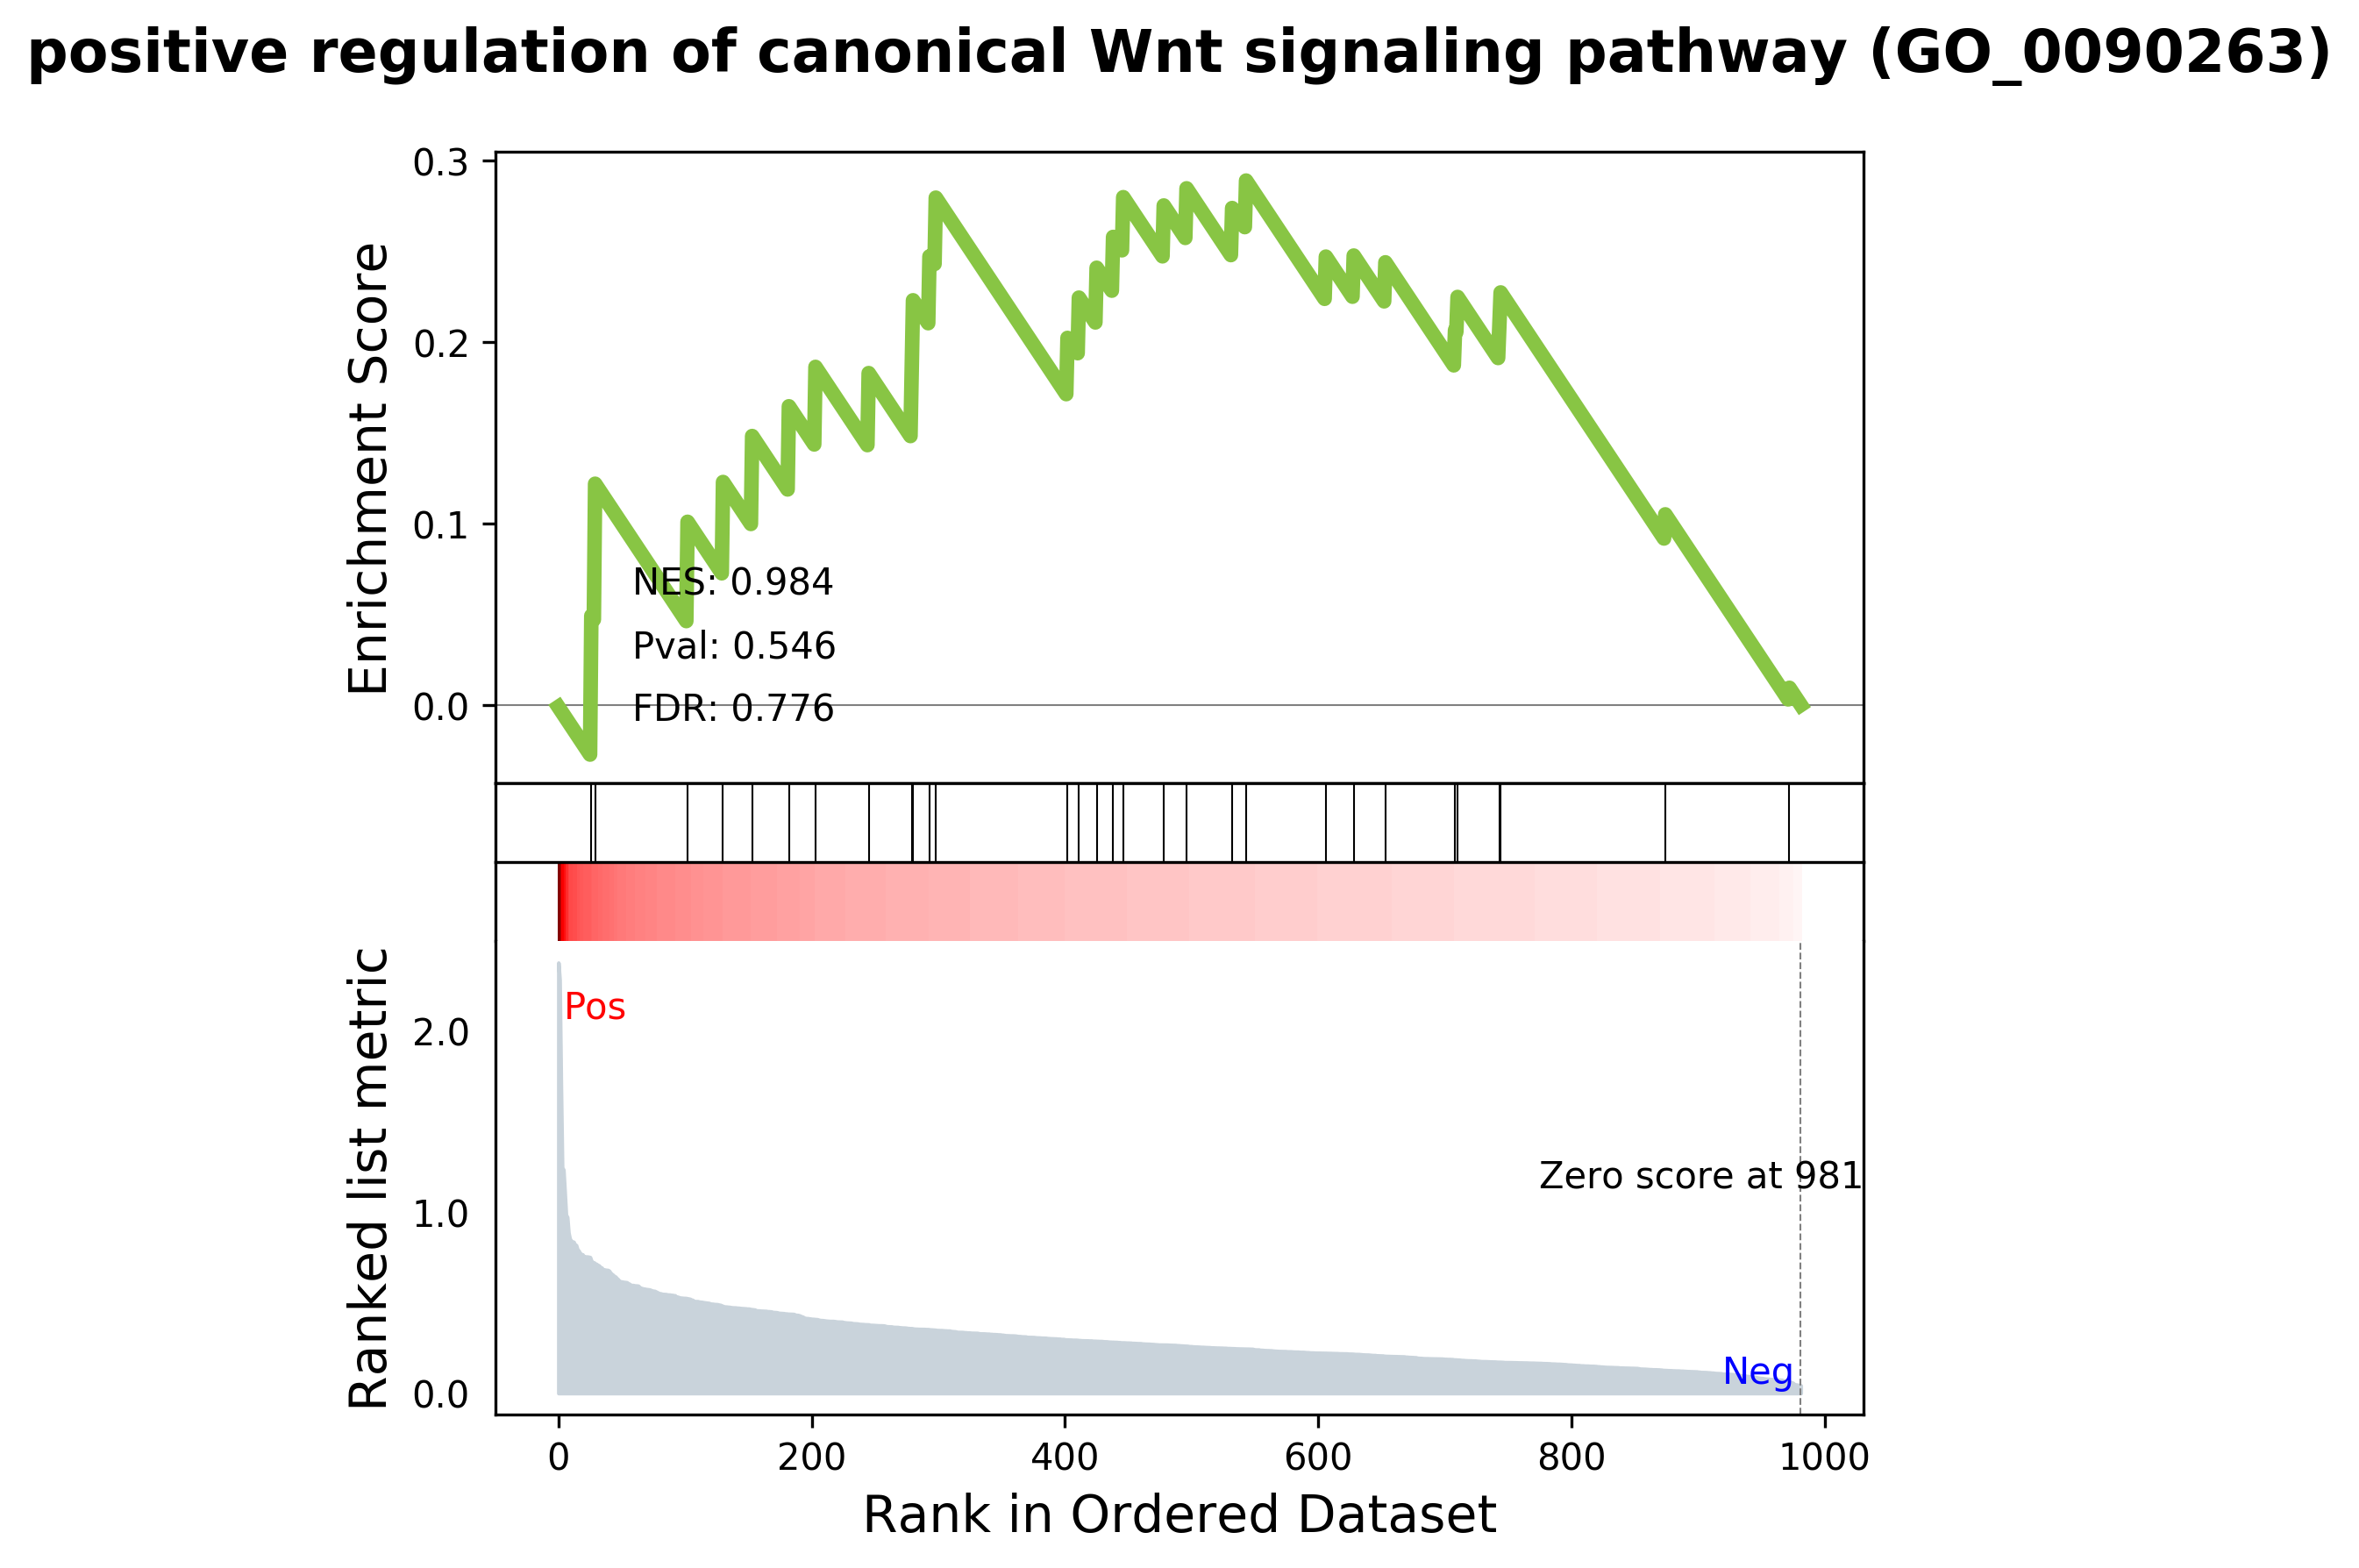 positive regulation of canonical Wnt signaling pathway (GO_0090263)
Enrichment Score
0.3
0.2
0.1
0.0
NES: 0.984
Pval: 0.546
FDR: 0.776
Ranked list metric
2.0
1.0
0.0
Pos
Zero score at 981
Neg
0 200 400 600 800 1000
Rank in Ordered Dataset